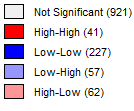 Not Significant (921)
High-High (41)
Low-Low (227)
Low-High (57)
High-Low (62)